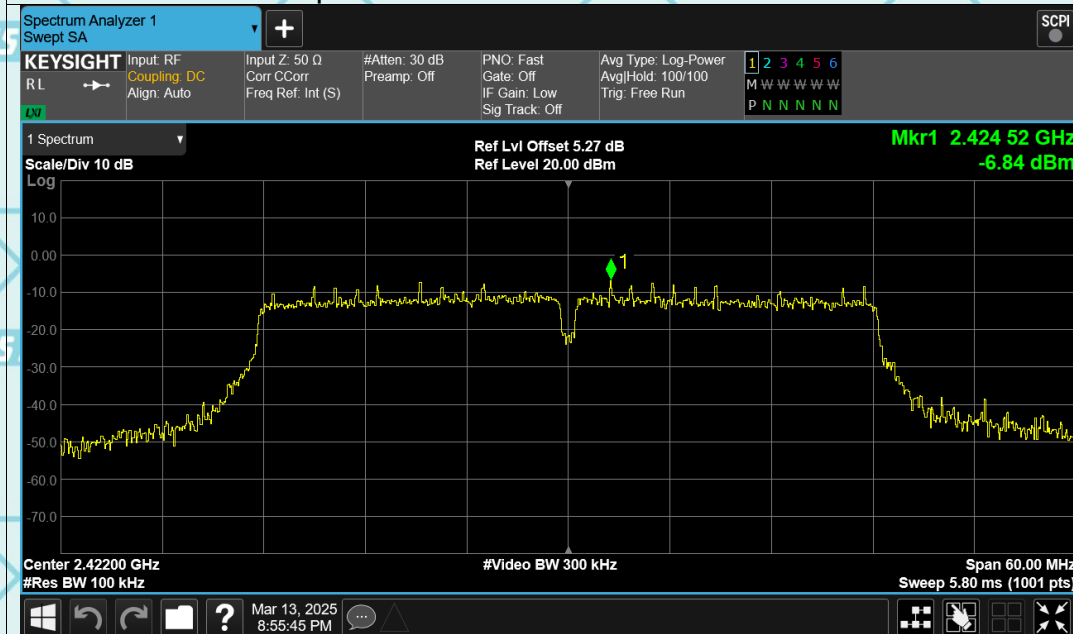 Spectrum Analyzer 1
Swept SA
+
SCPI
KEYSIGHT
R L
LXI
Input: RF
Coupling: DC
Align: Auto
Input Z: 50 Ω
Corr CCorr
Freq Ref: Int (S)
#Atten: 30 dB
Preamp: Off
PNO: Fast
Gate: Off
IF Gain: Low
Sig Track: Off
Avg Type: Log-Power
Avg|Hold: 100/100
Trig: Free Run
1 2 3 4 5 6
M W W W W W
P N N N N N
1 Spectrum
Scale/Div 10 dB
Log
Ref Lvl Offset 5.27 dB
Ref Level 20.00 dBm
Mkr1 2.424 52 GHz
-6.84 dBm
10.0
0.00
-10.0
-20.0
-30.0
-40.0
-50.0
-60.0
-70.0
1
Center 2.42200 GHz
#Res BW 100 kHz
#Video BW 300 kHz
Span 60.00 MHz
Sweep 5.80 ms (1001 pts)
?
Mar 13, 2025
8:55:45 PM